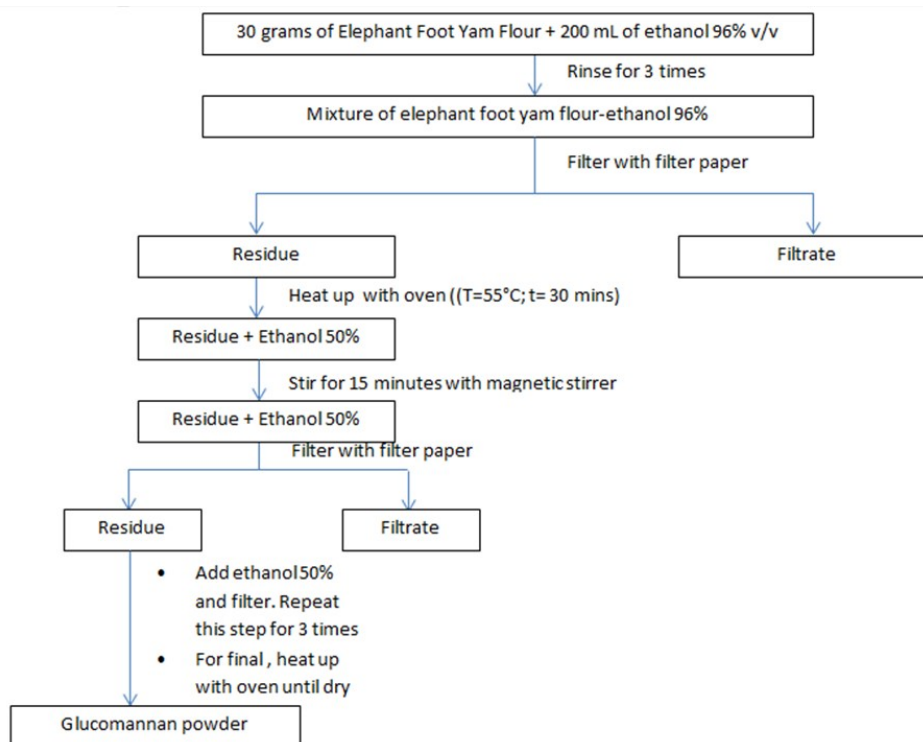 30 grams of Elephant Foot Yam Flour + 200 mL of ethanol 96% v/v
Rinse for 3 times
Mixture of elephant foot yam flour-ethanol 96%
Filter with filter paper
Residue
Filtrate
Heat up with oven ((T=55°C; t= 30 mins)
Residue + Ethanol 50%
Stir for 15 minutes with magnetic stirrer
Residue + Ethanol 50%
Filter with filter paper
Residue
Filtrate
• Add ethanol 50%
and filter. Repeat
this step for 3 times
• For final , heat up
with oven until dry
Glucomannan powder